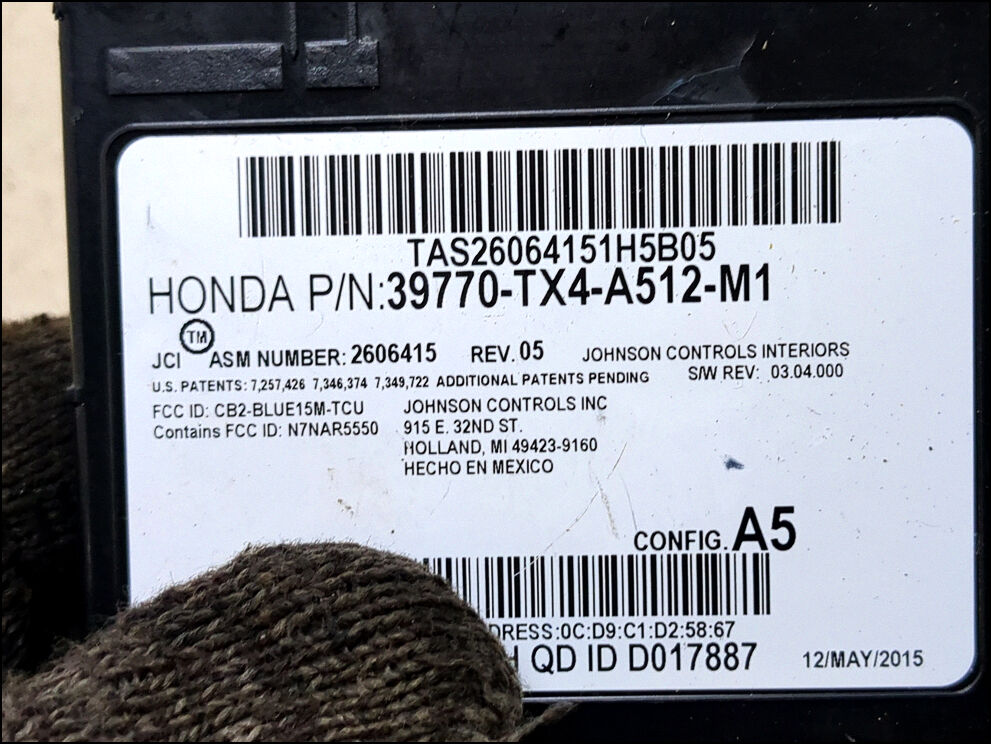 TAS26064151H5B05
HONDA P/N:39770-TX4-A512-M1
JCI TM ASM NUMBER: 2606415 REV. 05 JOHNSON CONTROLS INTERIORS
U.S. PATENTS: 7,257,426 7,346,374 7,349,722 ADDITIONAL PATENTS PENDING S/W REV: 03.04.000
FCC ID: CB2-BLUE15M-TCU
Contains FCC ID: N7NAR5550
JOHNSON CONTROLS INC
915 E. 32ND ST.
HOLLAND, MI 49423-9160
HECHO EN MEXICO
CONFIG. A5
DRESS:0C:D9:C1:D2:58:67
H QD ID D017887
12/MAY/2015